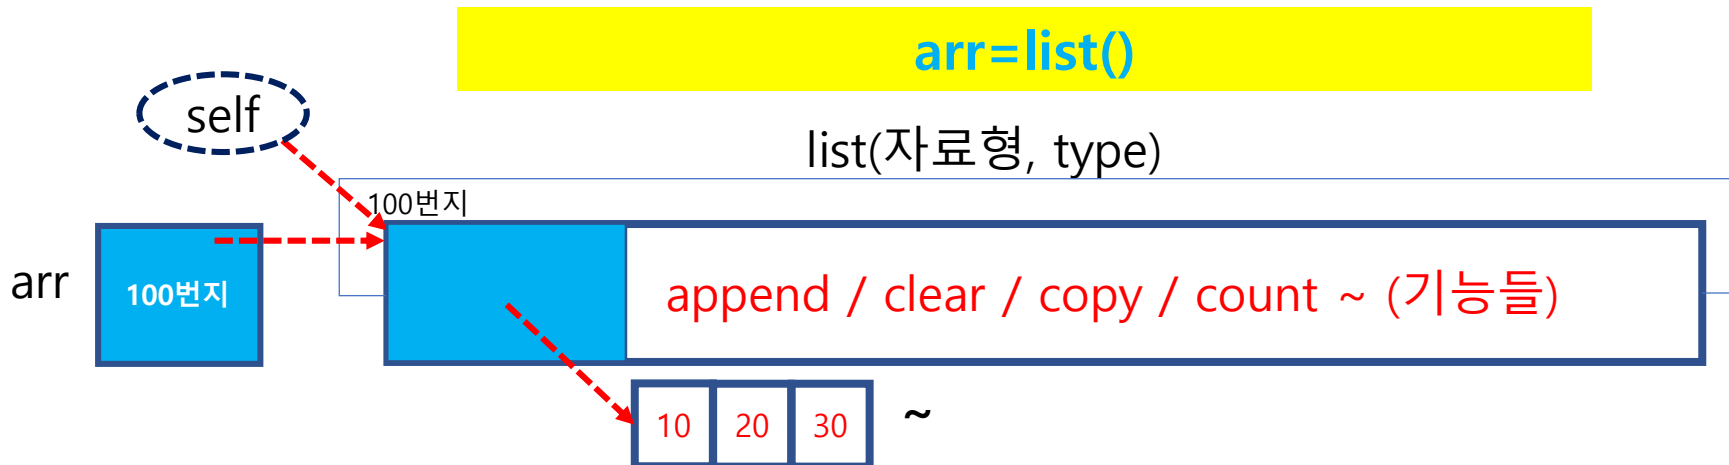 arr=list()
self
list(자료형, type)
100번지
arr
100번지
append / clear / copy / count ~ (기능들)
10 20 30 ~